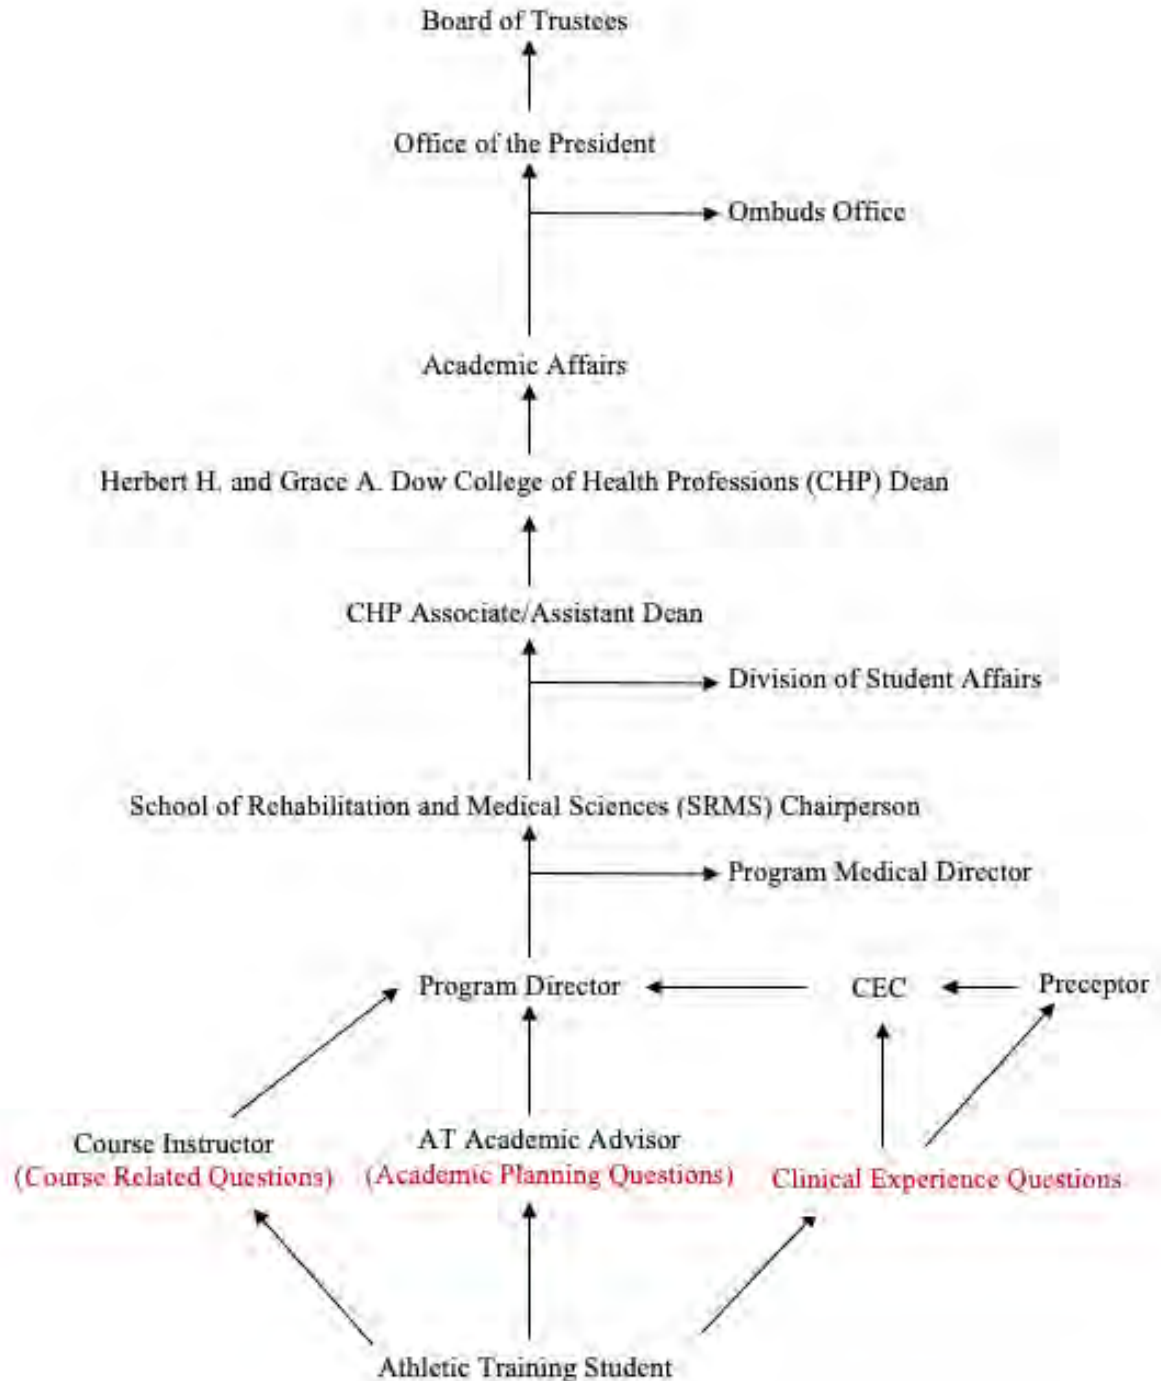 Board of Trustees
Office of the President
Ombuds Office
Academic Affairs
Herbert H. and Grace A. Dow College of Health Professions (CHP) Dean
CHP Associate/Assistant Dean
Division of Student Affairs
School of Rehabilitation and Medical Sciences (SRMS) Chairperson
Program Medical Director
Program Director
CEC
Preceptor
Course Instructor
(Course Related Questions)
AT Academic Advisor
(Academic Planning Questions)
Clinical Experience Questions
Athletic Training Student